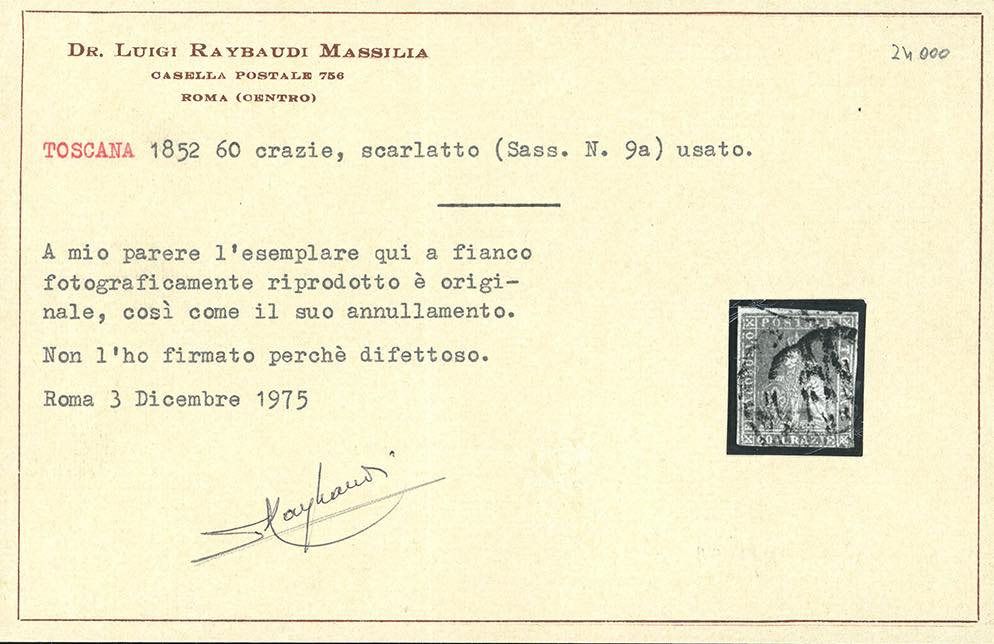 DR. LUIGI RAYBAUDI MASSILIA
CASELLA POSTALE 756
ROMA (CENTRO)
24000
TOSCANA 1852 60 crazie, scarlatto (Sass. N. 9a) usato.
A mio parere l'esemplare qui a fianco
fotograficamente riprodotto è origi-
nale, così come il suo annullamento.
Non l'ho firmato perchè difettoso.
Roma 3 Dicembre 1975
Raybaudi
60 CRAZIE